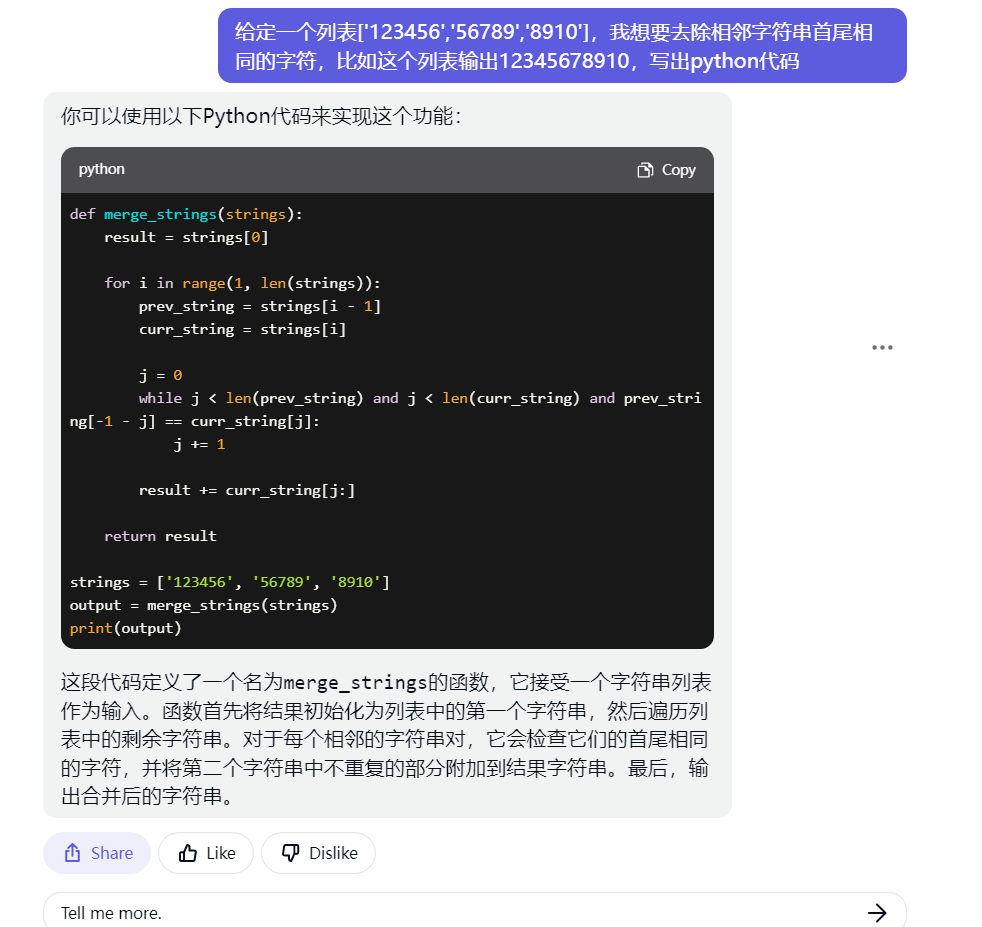 给定一个列表['123456','56789','8910']，我想要去除相邻字符串首尾相
同的字符，比如这个列表输出12345678910，写出python代码
你可以使用以下Python代码来实现这个功能：
python
Copy
def merge_strings(strings):
    result = strings[0]
    for i in range(1, len(strings)):
        prev_string = strings[i - 1]
        curr_string = strings[i]
        j = 0
        while j < len(prev_string) and j < len(curr_string) and prev_stri
ng[-1 - j] == curr_string[j]:
            j += 1
        result += curr_string[j:]
    return result
strings = ['123456', '56789', '8910']
output = merge_strings(strings)
print(output)
这段代码定义了一个名为merge_strings的函数，它接受一个字符串列表
作为输入。函数首先将结果初始化为列表中的第一个字符串，然后遍历列
表中的剩余字符串。对于每个相邻的字符串对，它会检查它们的首尾相同
的字符，并将第二个字符串中不重复的部分附加到结果字符串。最后，输
出合并后的字符串。
Share
Like
Dislike
Tell me more.